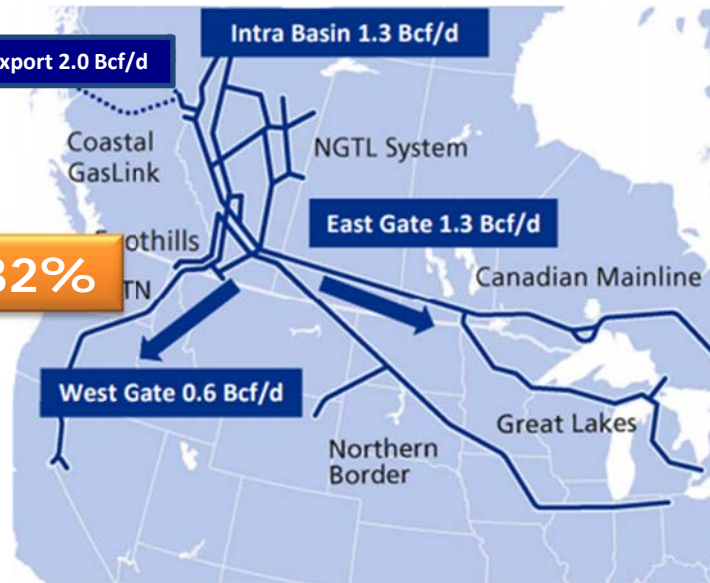 Intra Basin 1.3 Bcf/d
xport 2.0 Bcf/d
Coastal
GasLink
NGTL System
East Gate 1.3 Bcf/d
othills
32%
TN
Canadian Mainline
West Gate 0.6 Bcf/d
Great Lakes
Northern
Border